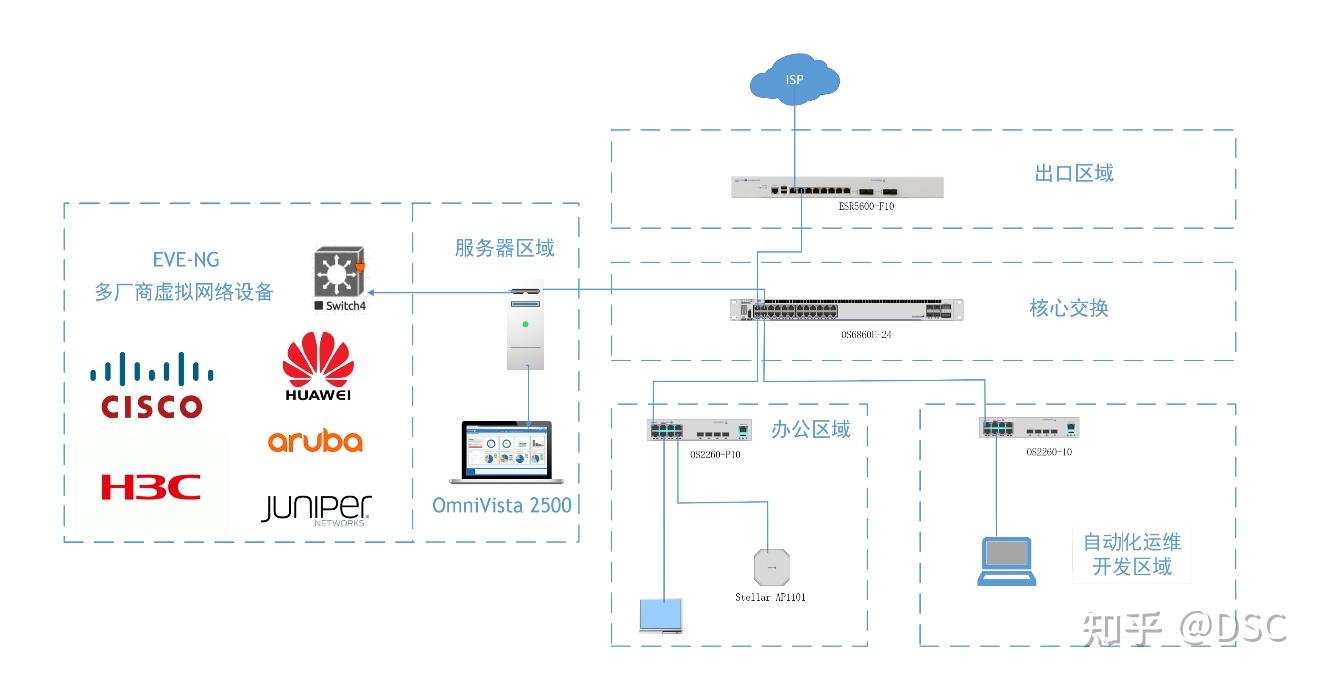 ISP
出口区域
ESR5600-F10
EVE-NG
多厂商虚拟网络设备
Switch4
服务器区域
核心交换
OS6860E-24
CISCO
HUAWEI
aruba
H3C
JUNIPER
NETWORKS
OmniVista 2500
办公区域
OS2260-P10
Stellar AP1101
OS2260-10
自动化运维
开发区域
知乎 @DSC